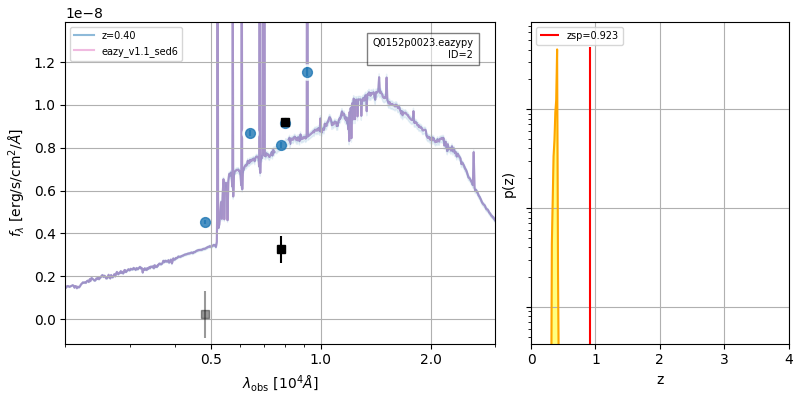 1e−8
z=0.40
eazy_v1.1_sed6
Q0152p0023.eazypy
ID=2
1.2
1.0
0.8
0.6
0.4
0.2
0.0
fλ [erg/s/cm²/Å]
0.5 1.0 2.0
λobs [10⁴Å]
zsp=0.923
p(z)
0 1 2 3 4
z